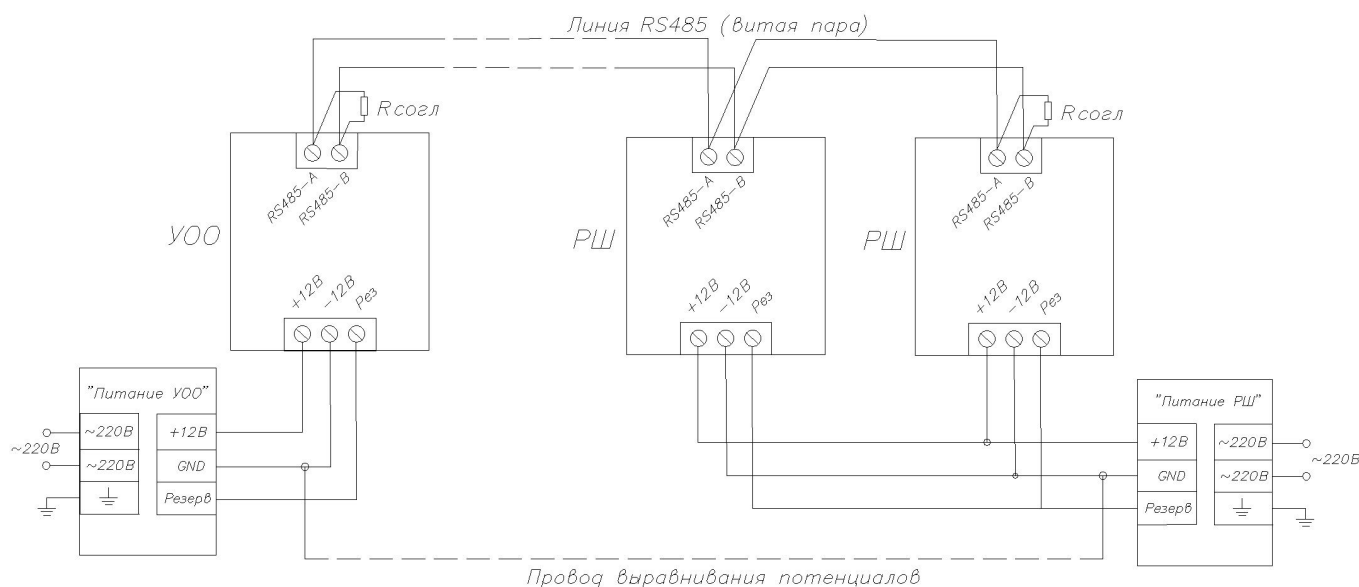 Линия RS485 (витая пара)
Rсогл
Rсогл
RS485-A
RS485-B
RS485-A
RS485-B
RS485-A
RS485-B
УОО
РШ
РШ
+12В
-12В
Рез
+12В
-12В
Рез
+12В
-12В
Рез
"Питание УОО"
~220В
~220В
~220В
+12В
GND
Резерв
"Питание РШ"
+12В
GND
Резерв
~220В
~220В
~220В
Провод выравнивания потенциалов